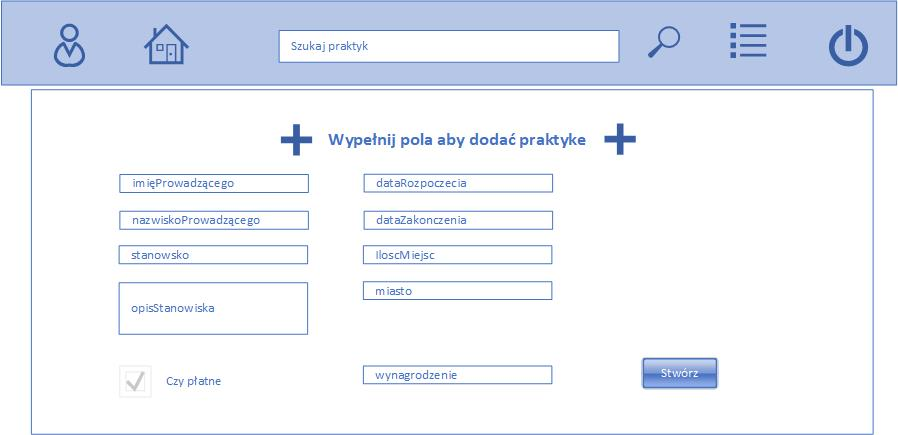 Szukaj praktyk
Wypełnij pola aby dodać praktyke
imięProwadzącego
dataRozpoczecia
nazwiskoProwadzącego
dataZakonczenia
stanowsko
IloscMiejsc
miasto
opisStanowiska
Czy płatne
wynagrodzenie
Stwórz